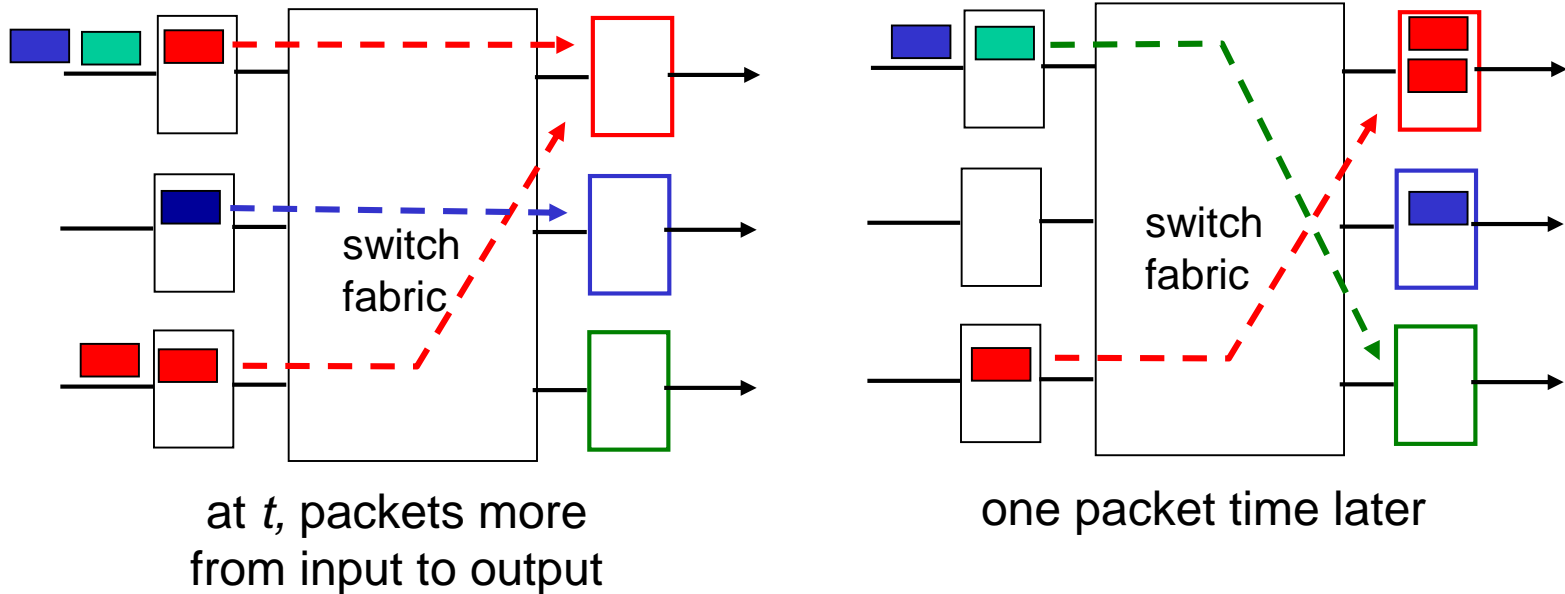 switch
fabric
at t, packets more
from input to output
switch
fabric
one packet time later